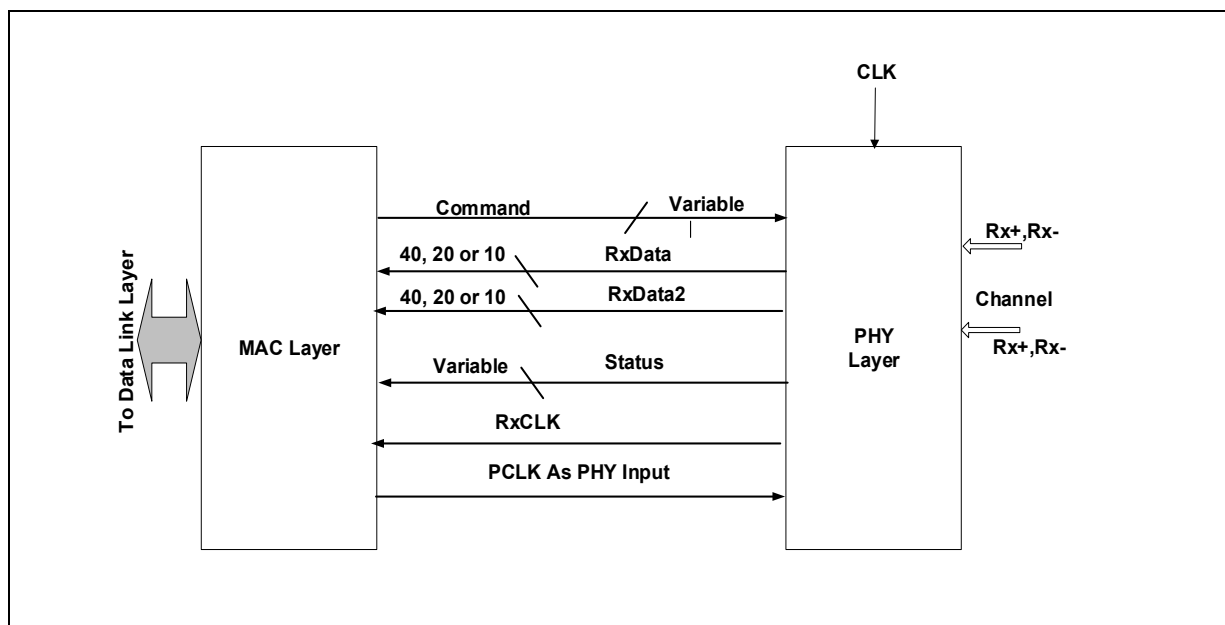 CLK
Command
Variable
Rx+,Rx-
40, 20 or 10
RxData
40, 20 or 10
RxData2
Channel
To Data Link Layer
MAC Layer
PHY
Layer
Rx+,Rx-
Variable
Status
RxCLK
PCLK As PHY Input